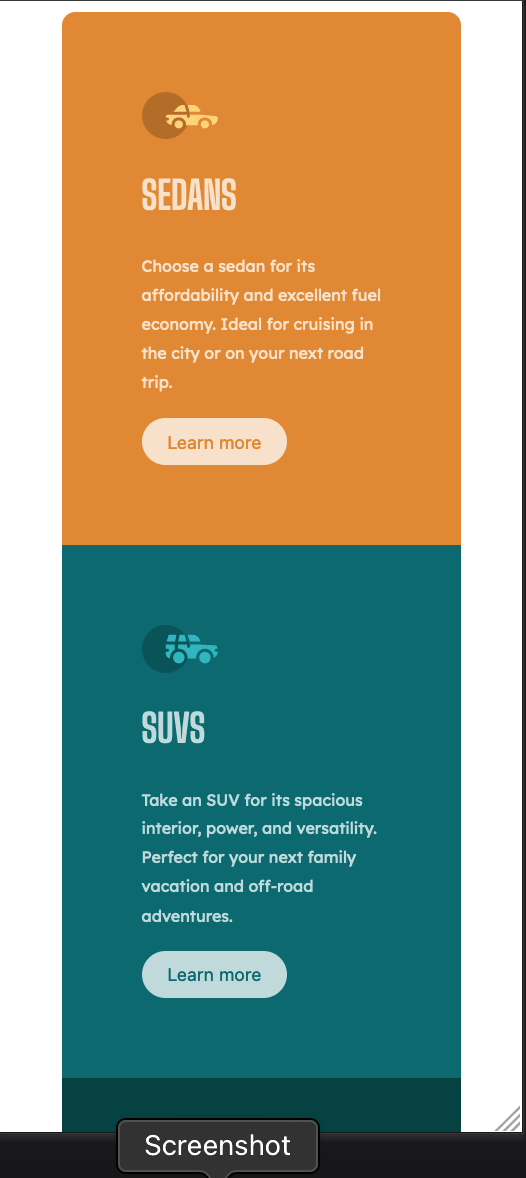 SEDANS
Choose a sedan for its
affordability and excellent fuel
economy. Ideal for cruising in
the city or on your next road
trip.
Learn more
SUVS
Take an SUV for its spacious
interior, power, and versatility.
Perfect for your next family
vacation and off-road
adventures.
Learn more
Screenshot